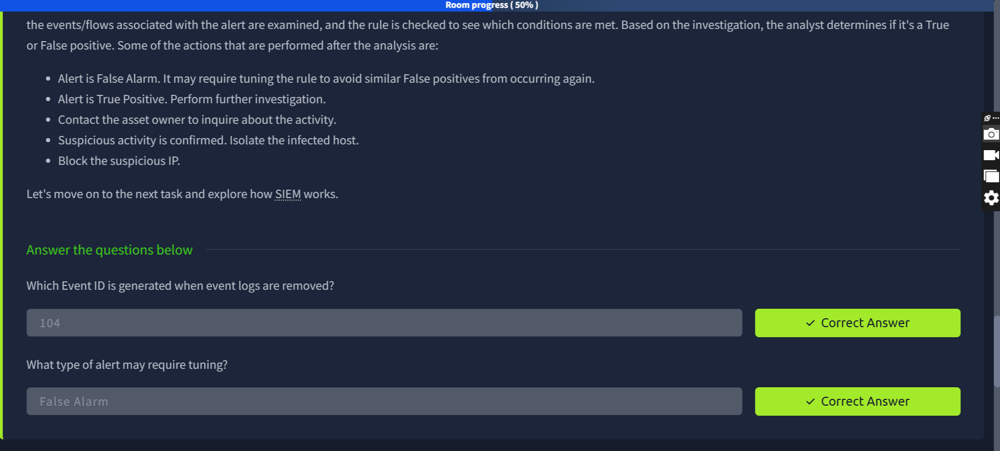 Room progress ( 50% )
the events/flows associated with the alert are examined, and the rule is checked to see which conditions are met. Based on the investigation, the analyst determines if it's a True
or False positive. Some of the actions that are performed after the analysis are:
• Alert is False Alarm. It may require tuning the rule to avoid similar False positives from occurring again.
• Alert is True Positive. Perform further investigation.
• Contact the asset owner to inquire about the activity.
• Suspicious activity is confirmed. Isolate the infected host.
• Block the suspicious IP.
Let's move on to the next task and explore how SIEM works.
Answer the questions below
Which Event ID is generated when event logs are removed?
104
✓ Correct Answer
What type of alert may require tuning?
False Alarm
✓ Correct Answer